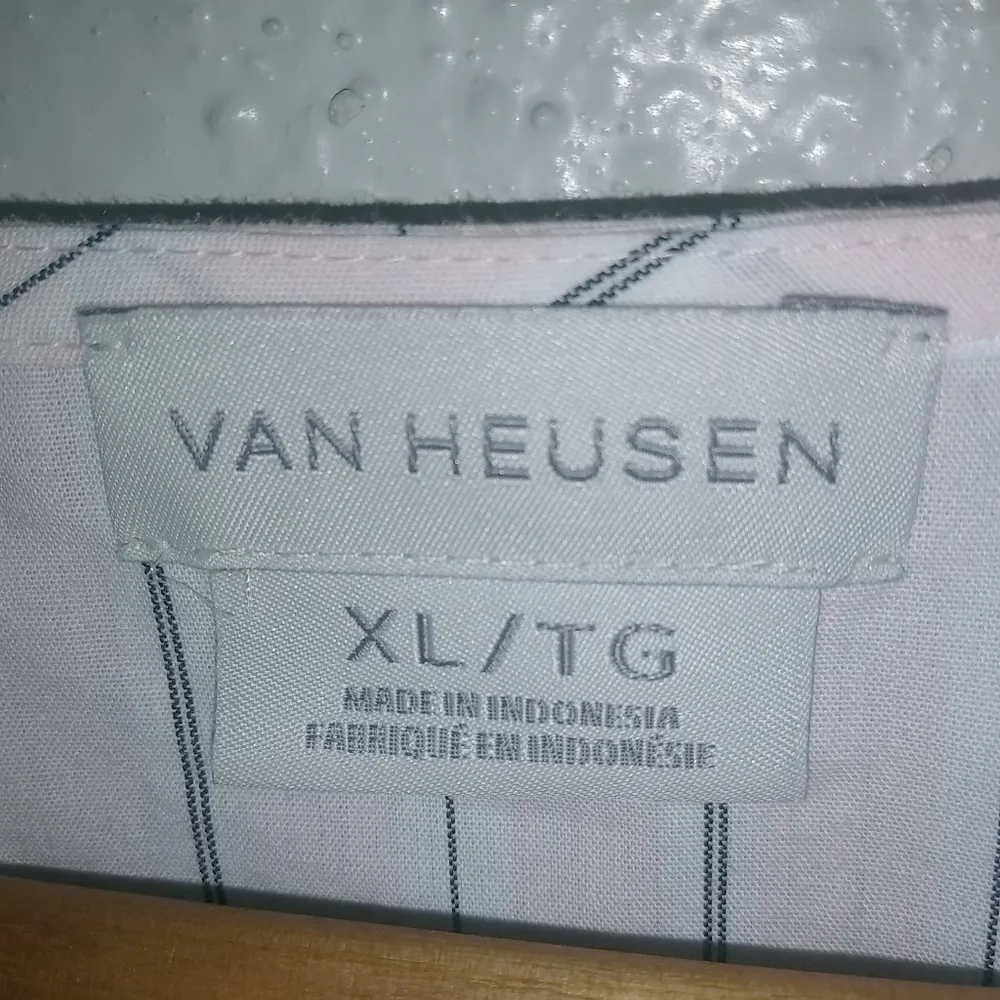 VAN HEUSEN
XL/TG
MADE IN INDONESIA
FABRIQUÉ EN INDONÉSIE